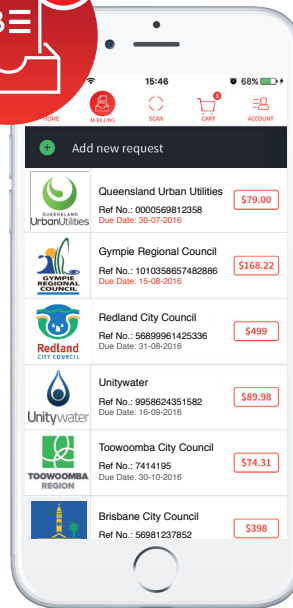 15:46
68%
HOME
M-BILLING
SCAN
3
CART
ACCOUNT
Add new request
QUEENSLAND
UrbanUtilities
Queensland Urban Utilities
Ref No.: 0000569812358
Due Date: 30-07-2016
$79.00
GYMPIE
REGIONAL
COUNCIL
Gympie Regional Council
Ref No.: 1010358657482886
Due Date: 15-08-2016
$168.22
Redland
CITY COUNCIL
Redland City Council
Ref No.: 56899961425336
Due Date: 31-08-2016
$499
Unitywater
Unitywater
Ref No.: 9958624351582
Due Date: 16-09-2016
$89.98
TOOWOOMBA
REGION
Toowoomba City Council
Ref No.: 7414195
Due Date: 30-10-2016
$74.31
Brisbane City Council
Ref No.: 56981237852
$398